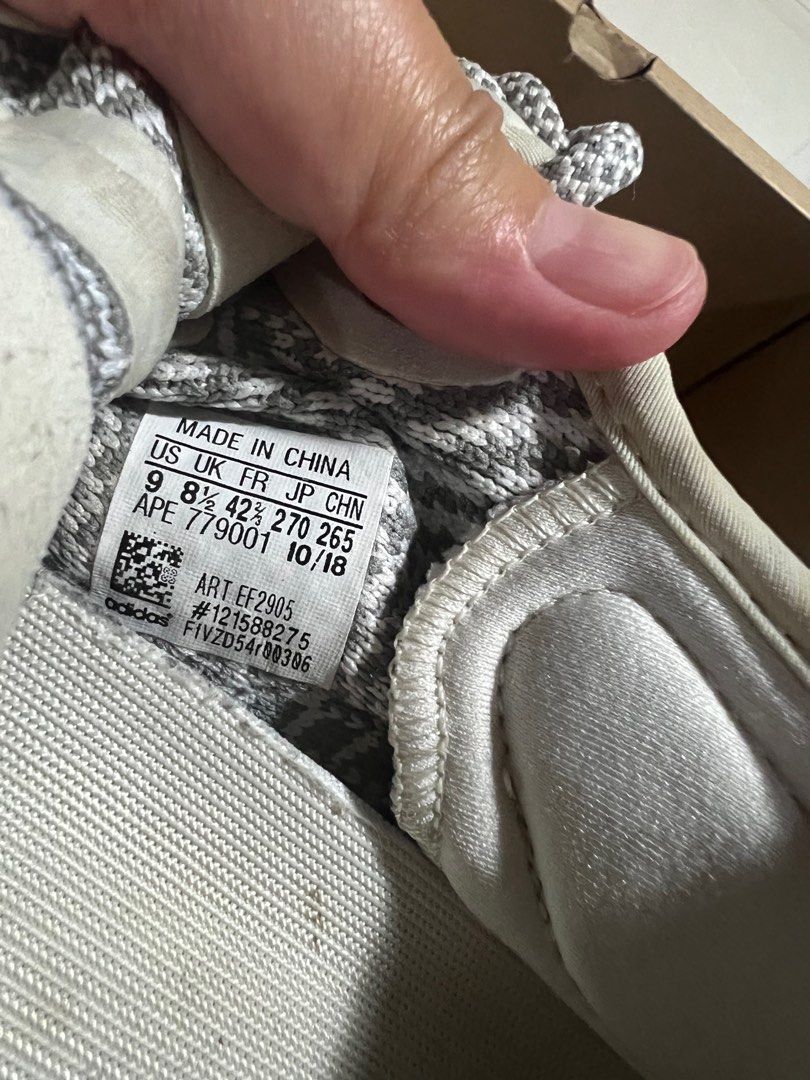 MADE IN CHINA
US UK FR JP CHN
9 8½ 42⅔ 270 265
APE 779001 10/18
ART EF2905
#121588275
adidas®
F1VZD54r00306